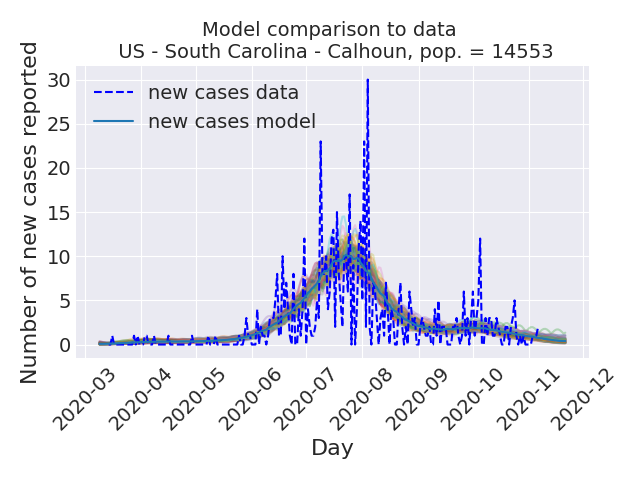 Model comparison to data
US - South Carolina - Calhoun, pop. = 14553
Number of new cases reported
30
25
20
15
10
5
0
new cases data
new cases model
2020-03
2020-04
2020-05
2020-06
2020-07
2020-08
2020-09
2020-10
2020-11
2020-12
Day